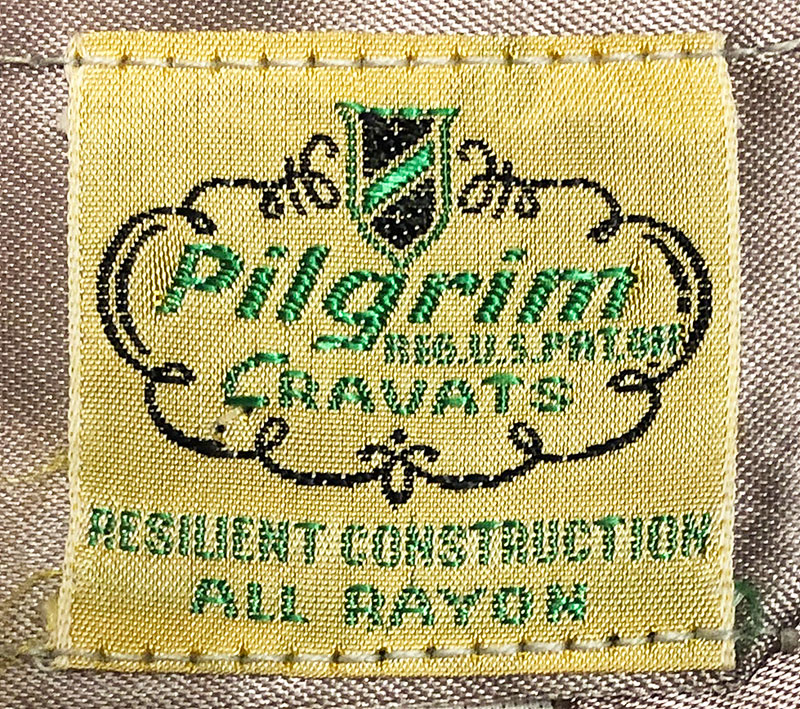 Pilgrim
REG.U.S.PAT.OFF
CRAVATS
RESILIENT CONSTRUCTION
ALL RAYON